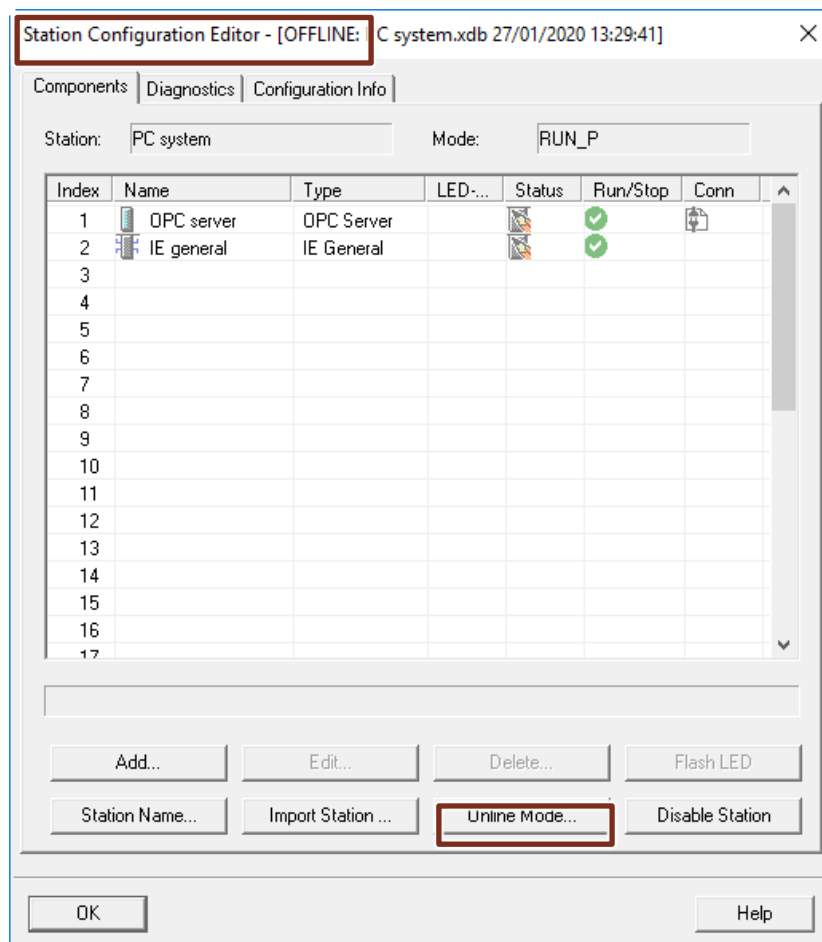 Station Configuration Editor - [OFFLINE: PC system.xdb 27/01/2020 13:29:41]
Components Diagnostics Configuration Info
Station: PC system Mode: RUN_P
Index Name Type LED-... Status Run/Stop Conn
1 OPC server OPC Server
2 IE general IE General
3
4
5
6
7
8
9
10
11
12
13
14
15
16
17
Add... Edit... Delete... Flash LED
Station Name... Import Station ... Online Mode... Disable Station
OK Help